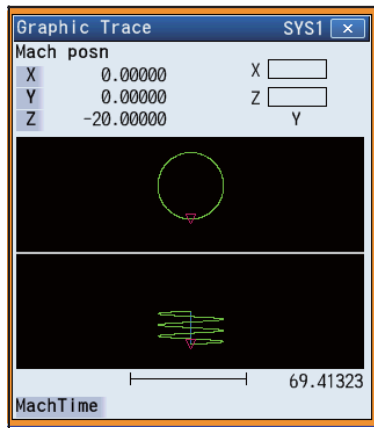 Graphic Trace SYS1 ×
Mach posn
X 0.00000 X
Y 0.00000 Z
Z -20.00000 Y
69.41323
MachTime